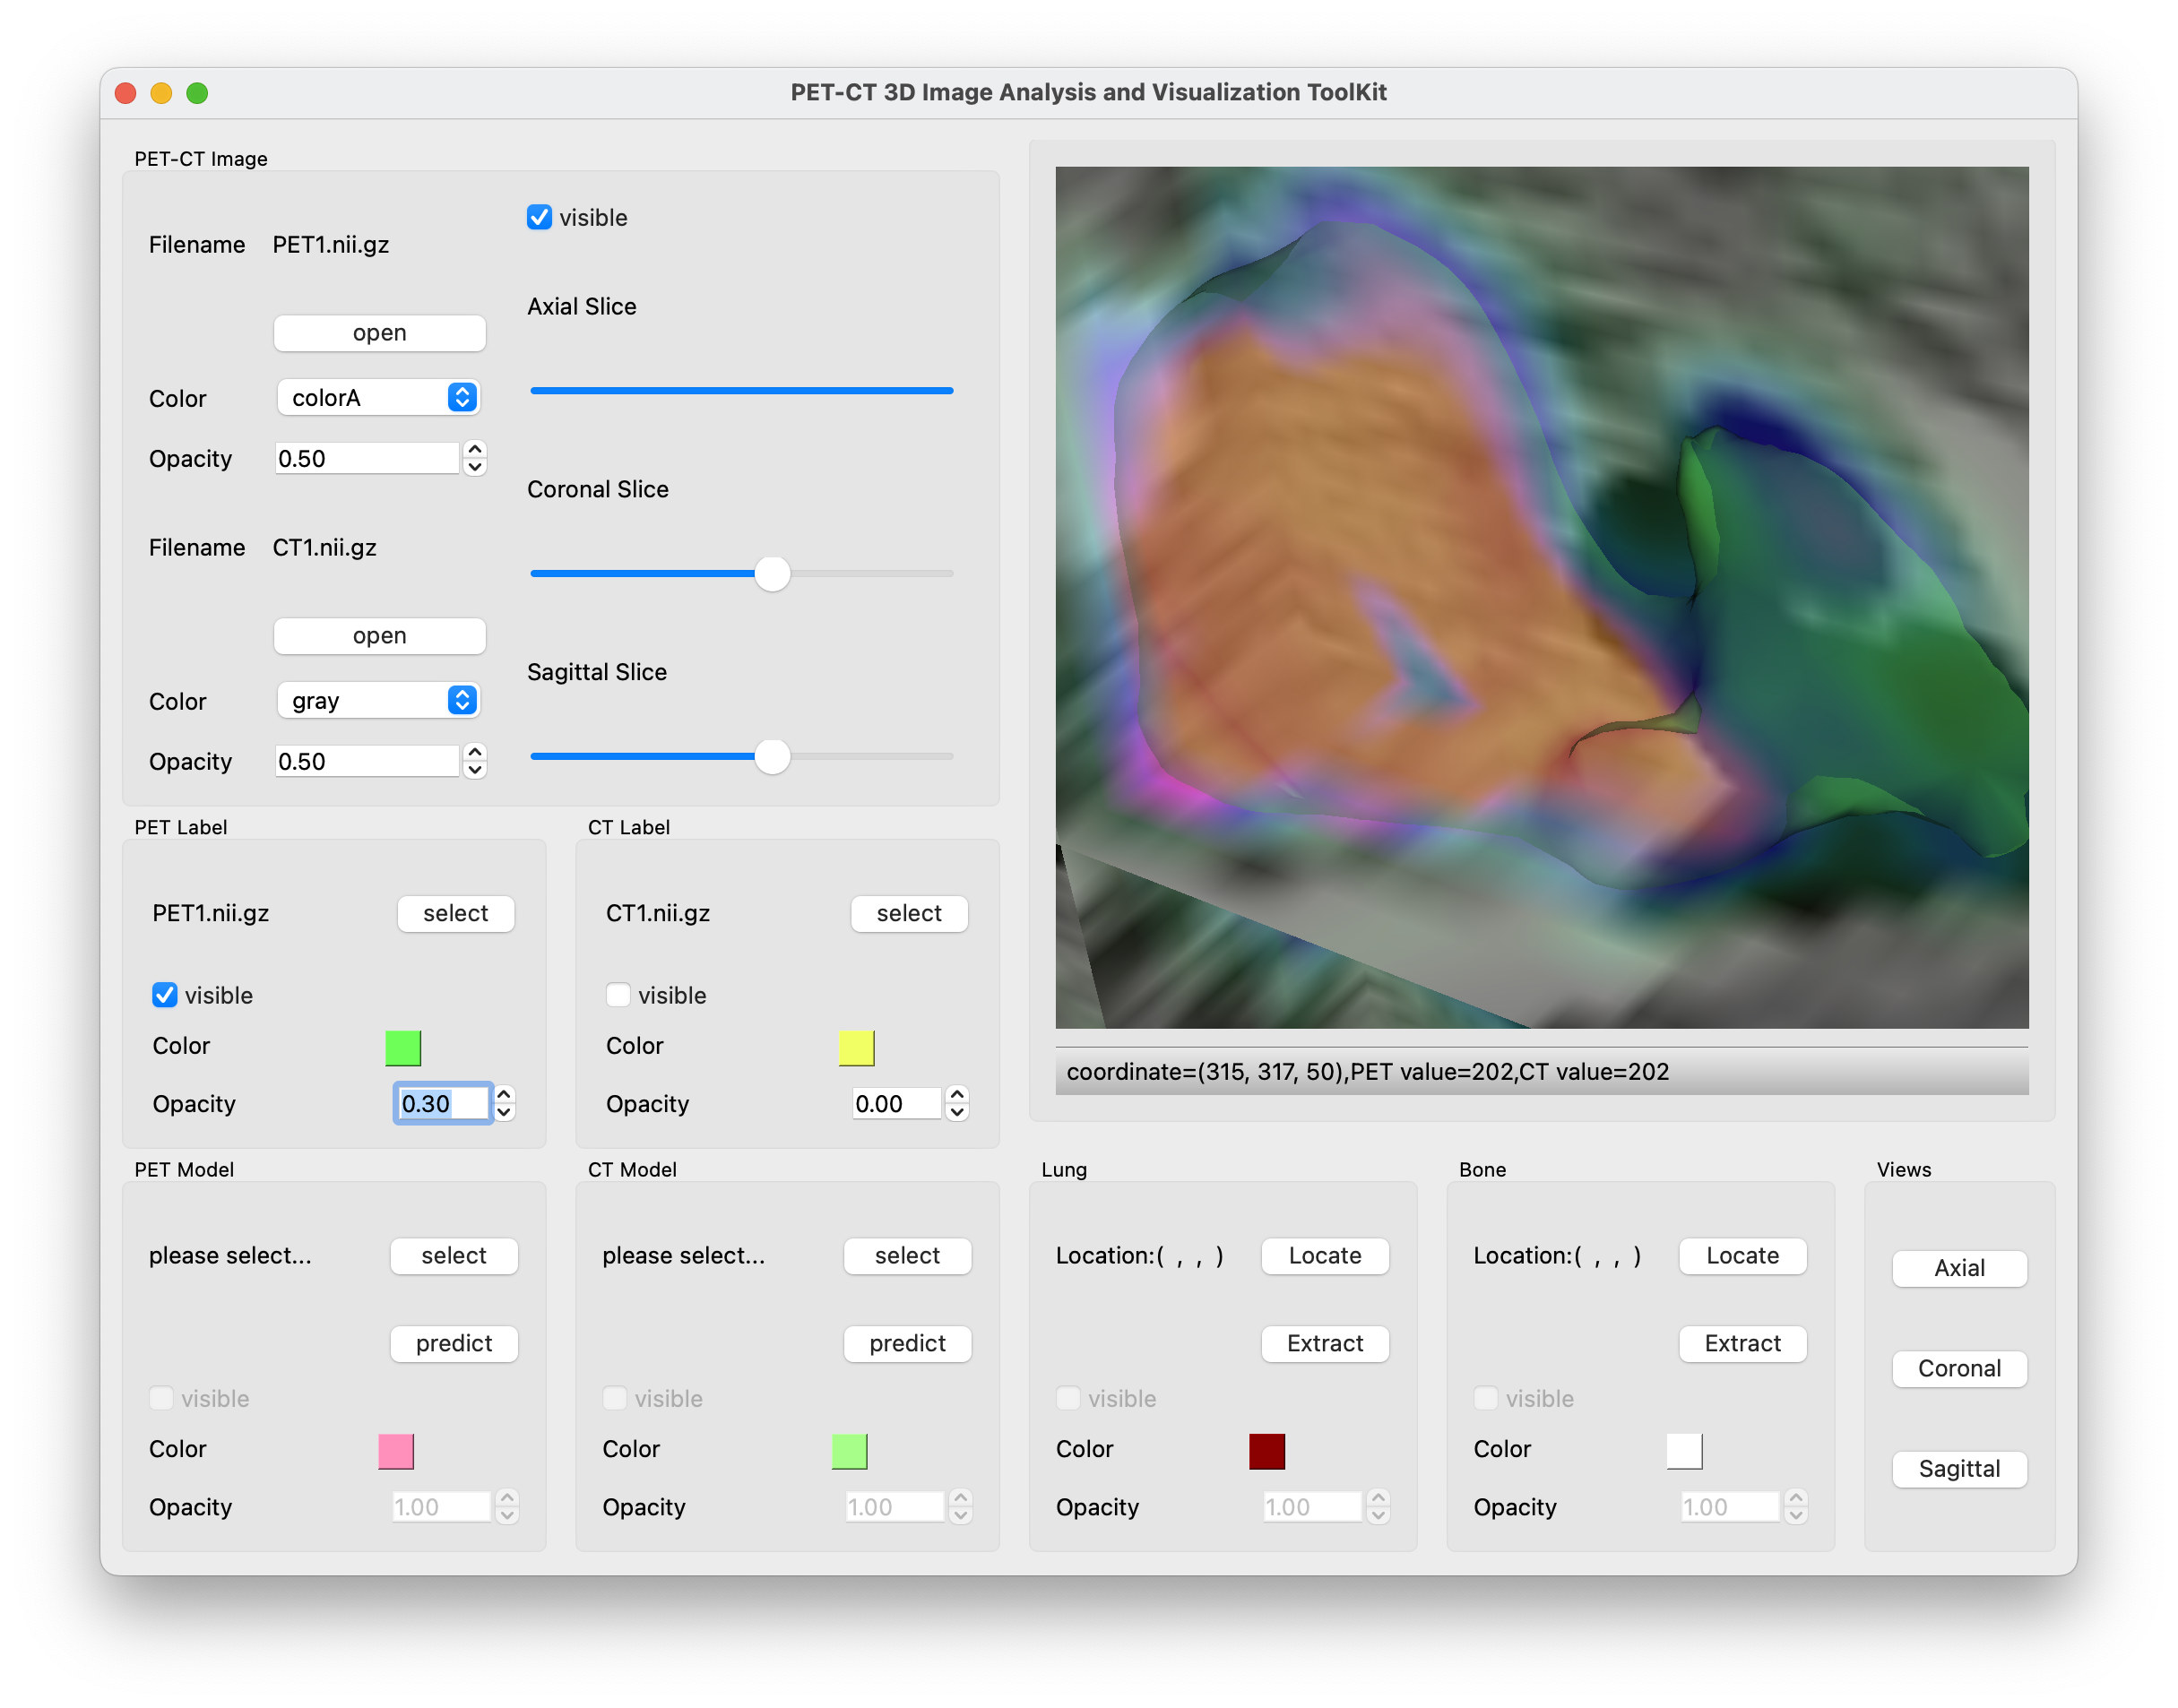 PET-CT 3D Image Analysis and Visualization ToolKit
PET-CT Image
visible
Filename PET1.nii.gz
Axial Slice
open
Color colorA
Opacity 0.50
Coronal Slice
Filename CT1.nii.gz
open
Sagittal Slice
Color gray
Opacity 0.50
coordinate=(315, 317, 50),PET value=202,CT value=202
PET Label
PET1.nii.gz select
visible
Color
Opacity 0.30
CT Label
CT1.nii.gz select
visible
Color
Opacity 0.00
PET Model
please select... select
predict
visible
Color
Opacity 1.00
CT Model
please select... select
predict
visible
Color
Opacity 1.00
Lung
Location:( , , ) Locate
Extract
visible
Color
Opacity 1.00
Bone
Location:( , , ) Locate
Extract
visible
Color
Opacity 1.00
Views
Axial
Coronal
Sagittal